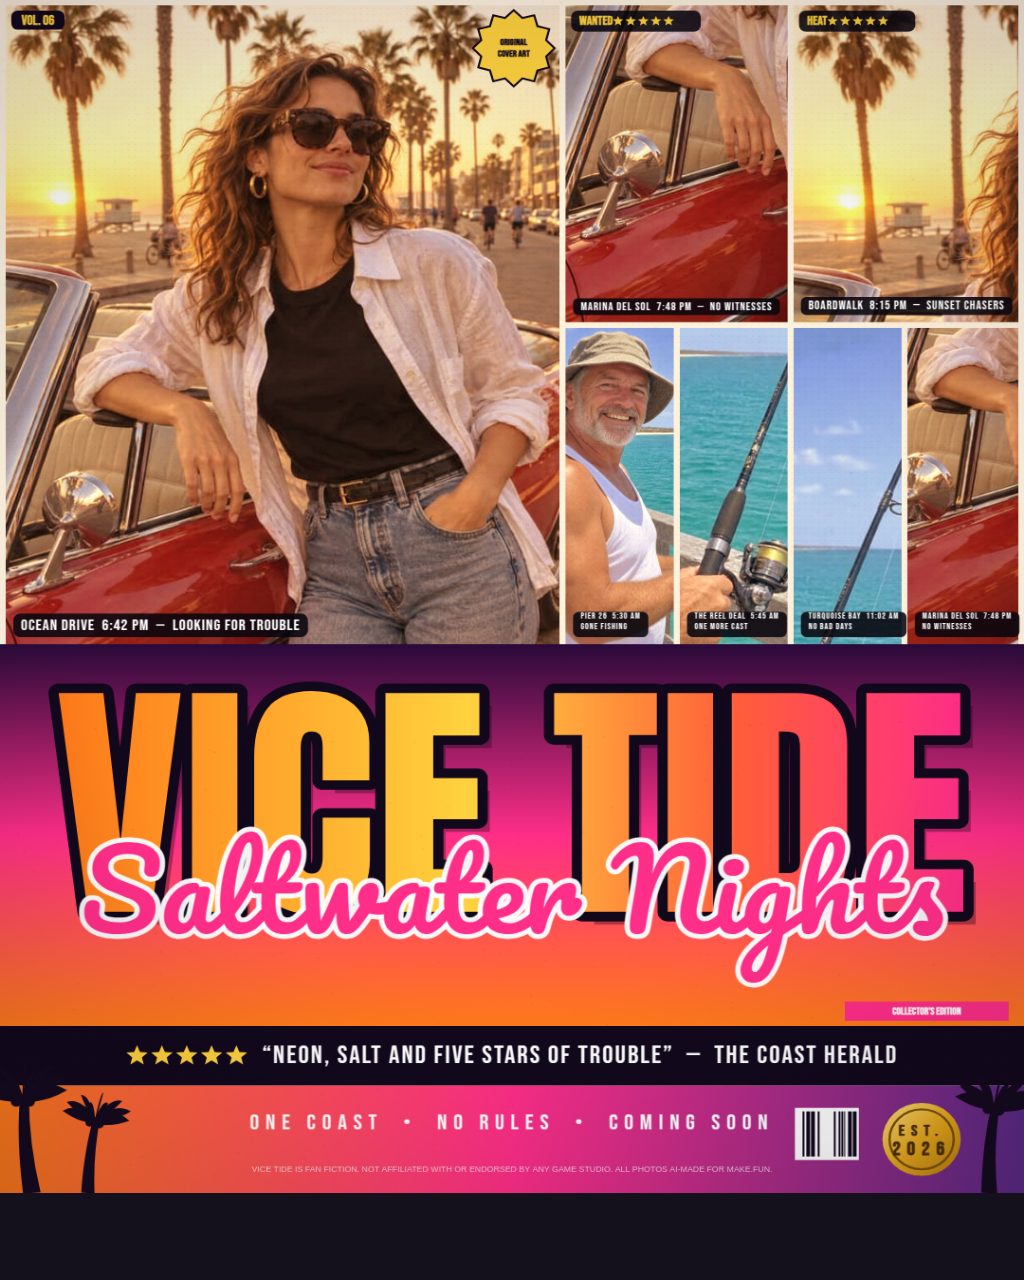 VOL. 06
ORIGINAL
COVER ART
WANTED★★★★★
HEAT★★★★★
MARINA DEL SOL 7:48 PM — NO WITNESSES
BOARDWALK 8:15 PM — SUNSET CHASERS
OCEAN DRIVE 6:42 PM — LOOKING FOR TROUBLE
PIER 26 5:30 AM
GONE FISHING
THE REEL DEAL 5:45 AM
ONE MORE CAST
TURQUOISE BAY 11:02 AM
NO BAD DAYS
MARINA DEL SOL 7:48 PM
NO WITNESSES
VICE TIDE
Saltwater Nights
COLLECTOR'S EDITION
★★★★★ “NEON, SALT AND FIVE STARS OF TROUBLE” — THE COAST HERALD
ONE COAST • NO RULES • COMING SOON
EST.
2026
VICE TIDE IS FAN FICTION, NOT AFFILIATED WITH OR ENDORSED BY ANY GAME STUDIO. ALL PHOTOS AI-MADE FOR MAKE.FUN.